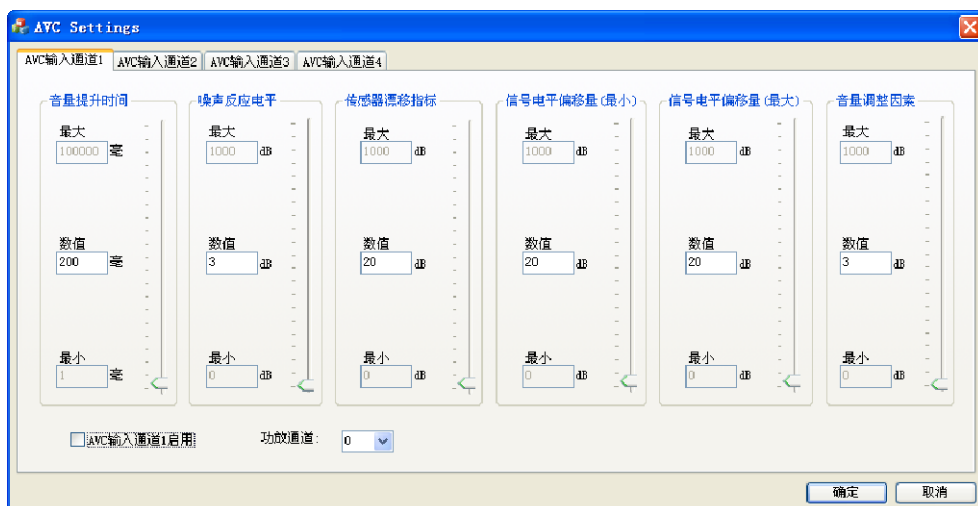 AVC Settings
AVC输入通道1 AVC输入通道2 AVC输入通道3 AVC输入通道4
音量提升时间 噪声反应电平 传感器漂移指标 信号电平偏移量(最小) 信号电平偏移量(最大) 音量调整因素
最大 最大 最大 最大 最大 最大
100000 毫 1000 dB 1000 dB 1000 dB 1000 dB 1000 dB
数值 数值 数值 数值 数值 数值
200 毫 3 dB 20 dB 20 dB 20 dB 3 dB
最小 最小 最小 最小 最小 最小
1 毫 0 dB 0 dB 0 dB 0 dB 0 dB
AVC输入通道1启用 功放通道: 0
确定 取消